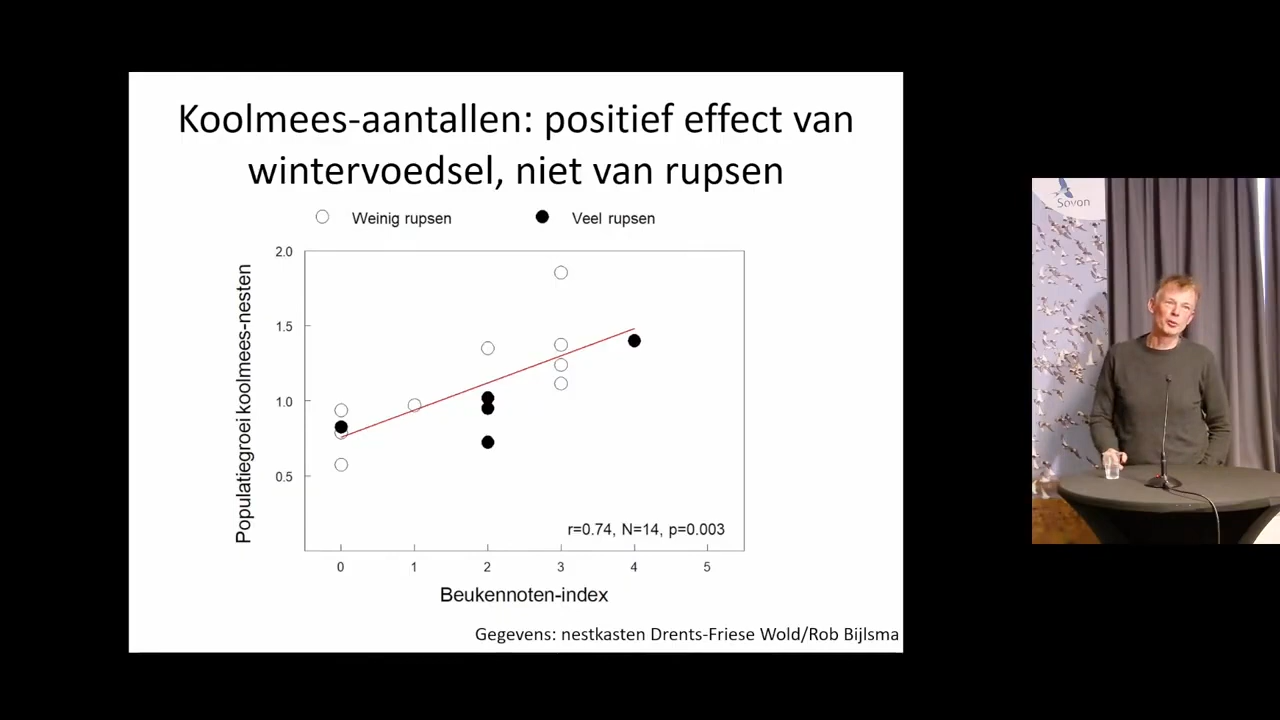 Koolmees-aantallen: positief effect van
wintervoedsel, niet van rupsen
Weinig rupsen
Veel rupsen
2.0
1.5
1.0
0.5
Populatiegroei koolmees-nesten
r=0.74, N=14, p=0.003
0 1 2 3 4 5
Beukennoten-index
Gegevens: nestkasten Drents-Friese Wold/Rob Bijlsma
Sovon